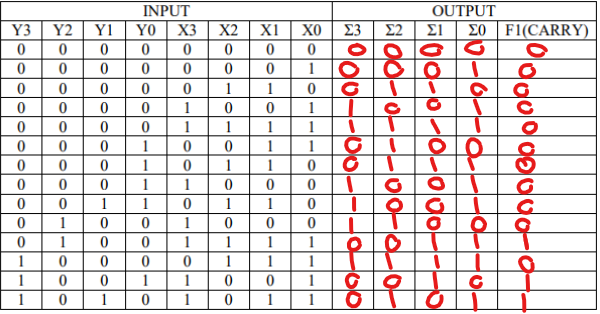 INPUT OUTPUT
Y3 Y2 Y1 Y0 X3 X2 X1 X0 Σ3 Σ2 Σ1 Σ0 F1(CARRY)
0 0 0 0 0 0 0 0 0 0 0 0 0
0 0 0 0 0 0 0 1 0 0 0 1 0
0 0 0 0 0 1 1 0 0 1 1 0 0
0 0 0 0 1 0 0 1 1 0 0 1 0
0 0 0 0 1 1 1 1 1 1 1 1 0
0 0 0 1 0 0 1 1 0 1 0 0 0
0 0 0 1 0 1 1 0 0 1 1 1 0
0 0 0 1 1 0 0 0 1 0 0 1 0
0 0 1 1 0 1 1 0 1 0 0 1 0
0 1 0 0 1 0 0 0 1 1 0 0 0
0 1 0 0 1 1 1 1 0 0 1 1 1
1 0 0 0 0 1 1 1 1 1 1 1 0
1 0 0 1 1 0 0 1 0 0 1 0 1
1 0 1 0 1 0 1 1 0 1 0 1 1